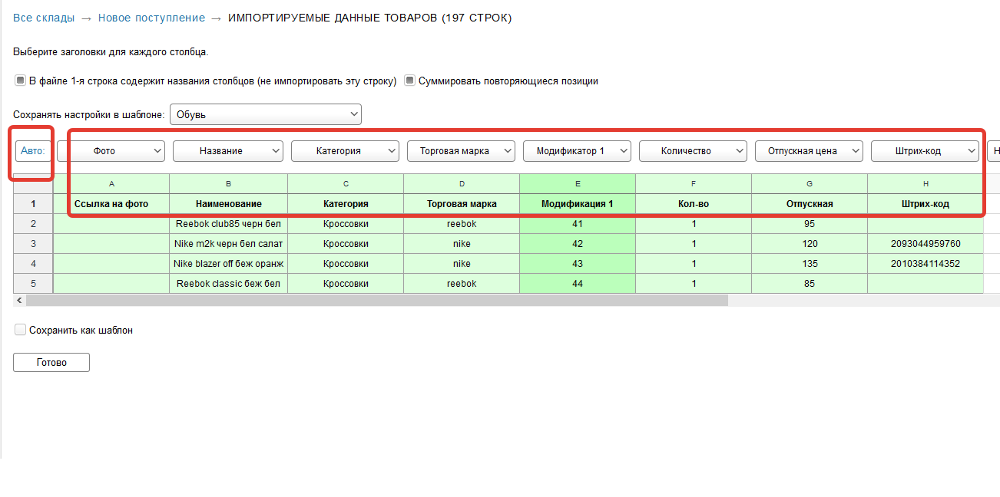 Все склады → Новое поступление → ИМПОРТИРУЕМЫЕ ДАННЫЕ ТОВАРОВ (197 СТРОК)
Выберите заголовки для каждого столбца.
В файле 1-я строка содержит названия столбцов (не импортировать эту строку) Суммировать повторяющиеся позиции
Сохранять настройки в шаблоне: Обувь
Авто: Фото Название Категория Торговая марка Модификатор 1 Количество Отпускная цена Штрих-код Н
A B C D E F G H
1 Ссылка на фото Наименование Категория Торговая марка Модификация 1 Кол-во Отпускная Штрих-код
2 Reebok club85 черн бел Кроссовки reebok 41 1 95
3 Nike m2k черн бел салат Кроссовки nike 42 1 120 2093044959760
4 Nike blazer off беж оранж Кроссовки nike 43 1 135 2010384114352
5 Reebok classic беж бел Кроссовки reebok 44 1 85
Сохранить как шаблон
Готово